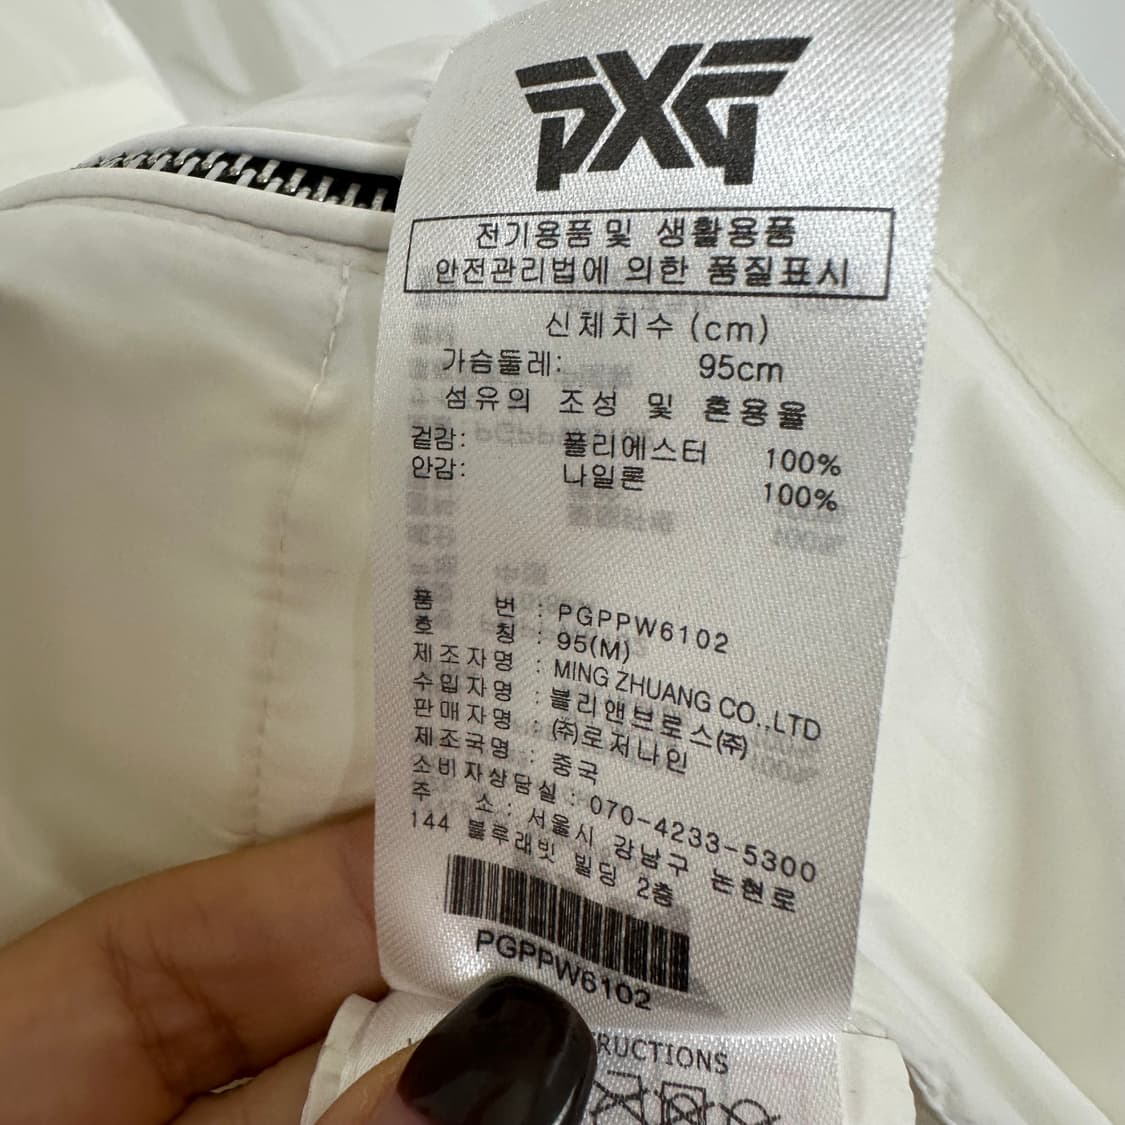 PXG
전기용품 및 생활용품
안전관리법에 의한 품질표시
신체치수 (cm)
가슴둘레: 95cm
섬유의 조성 및 혼용율
겉감: 폴리에스터 100%
안감: 나일론 100%
품 번 : PGPPW6102
호 칭 : 95(M)
제조자명 : MING ZHUANG CO.,LTD
수입자명 : 블리앤브로스(주)
판매자명 : (주)로저나인
제조국명 : 중국
소비자상담실 : 070-4233-5300
주 소 : 서울시 강남구 논현로
144 블루래빗 빌딩 2층
PGPPW6102
RUCTIONS